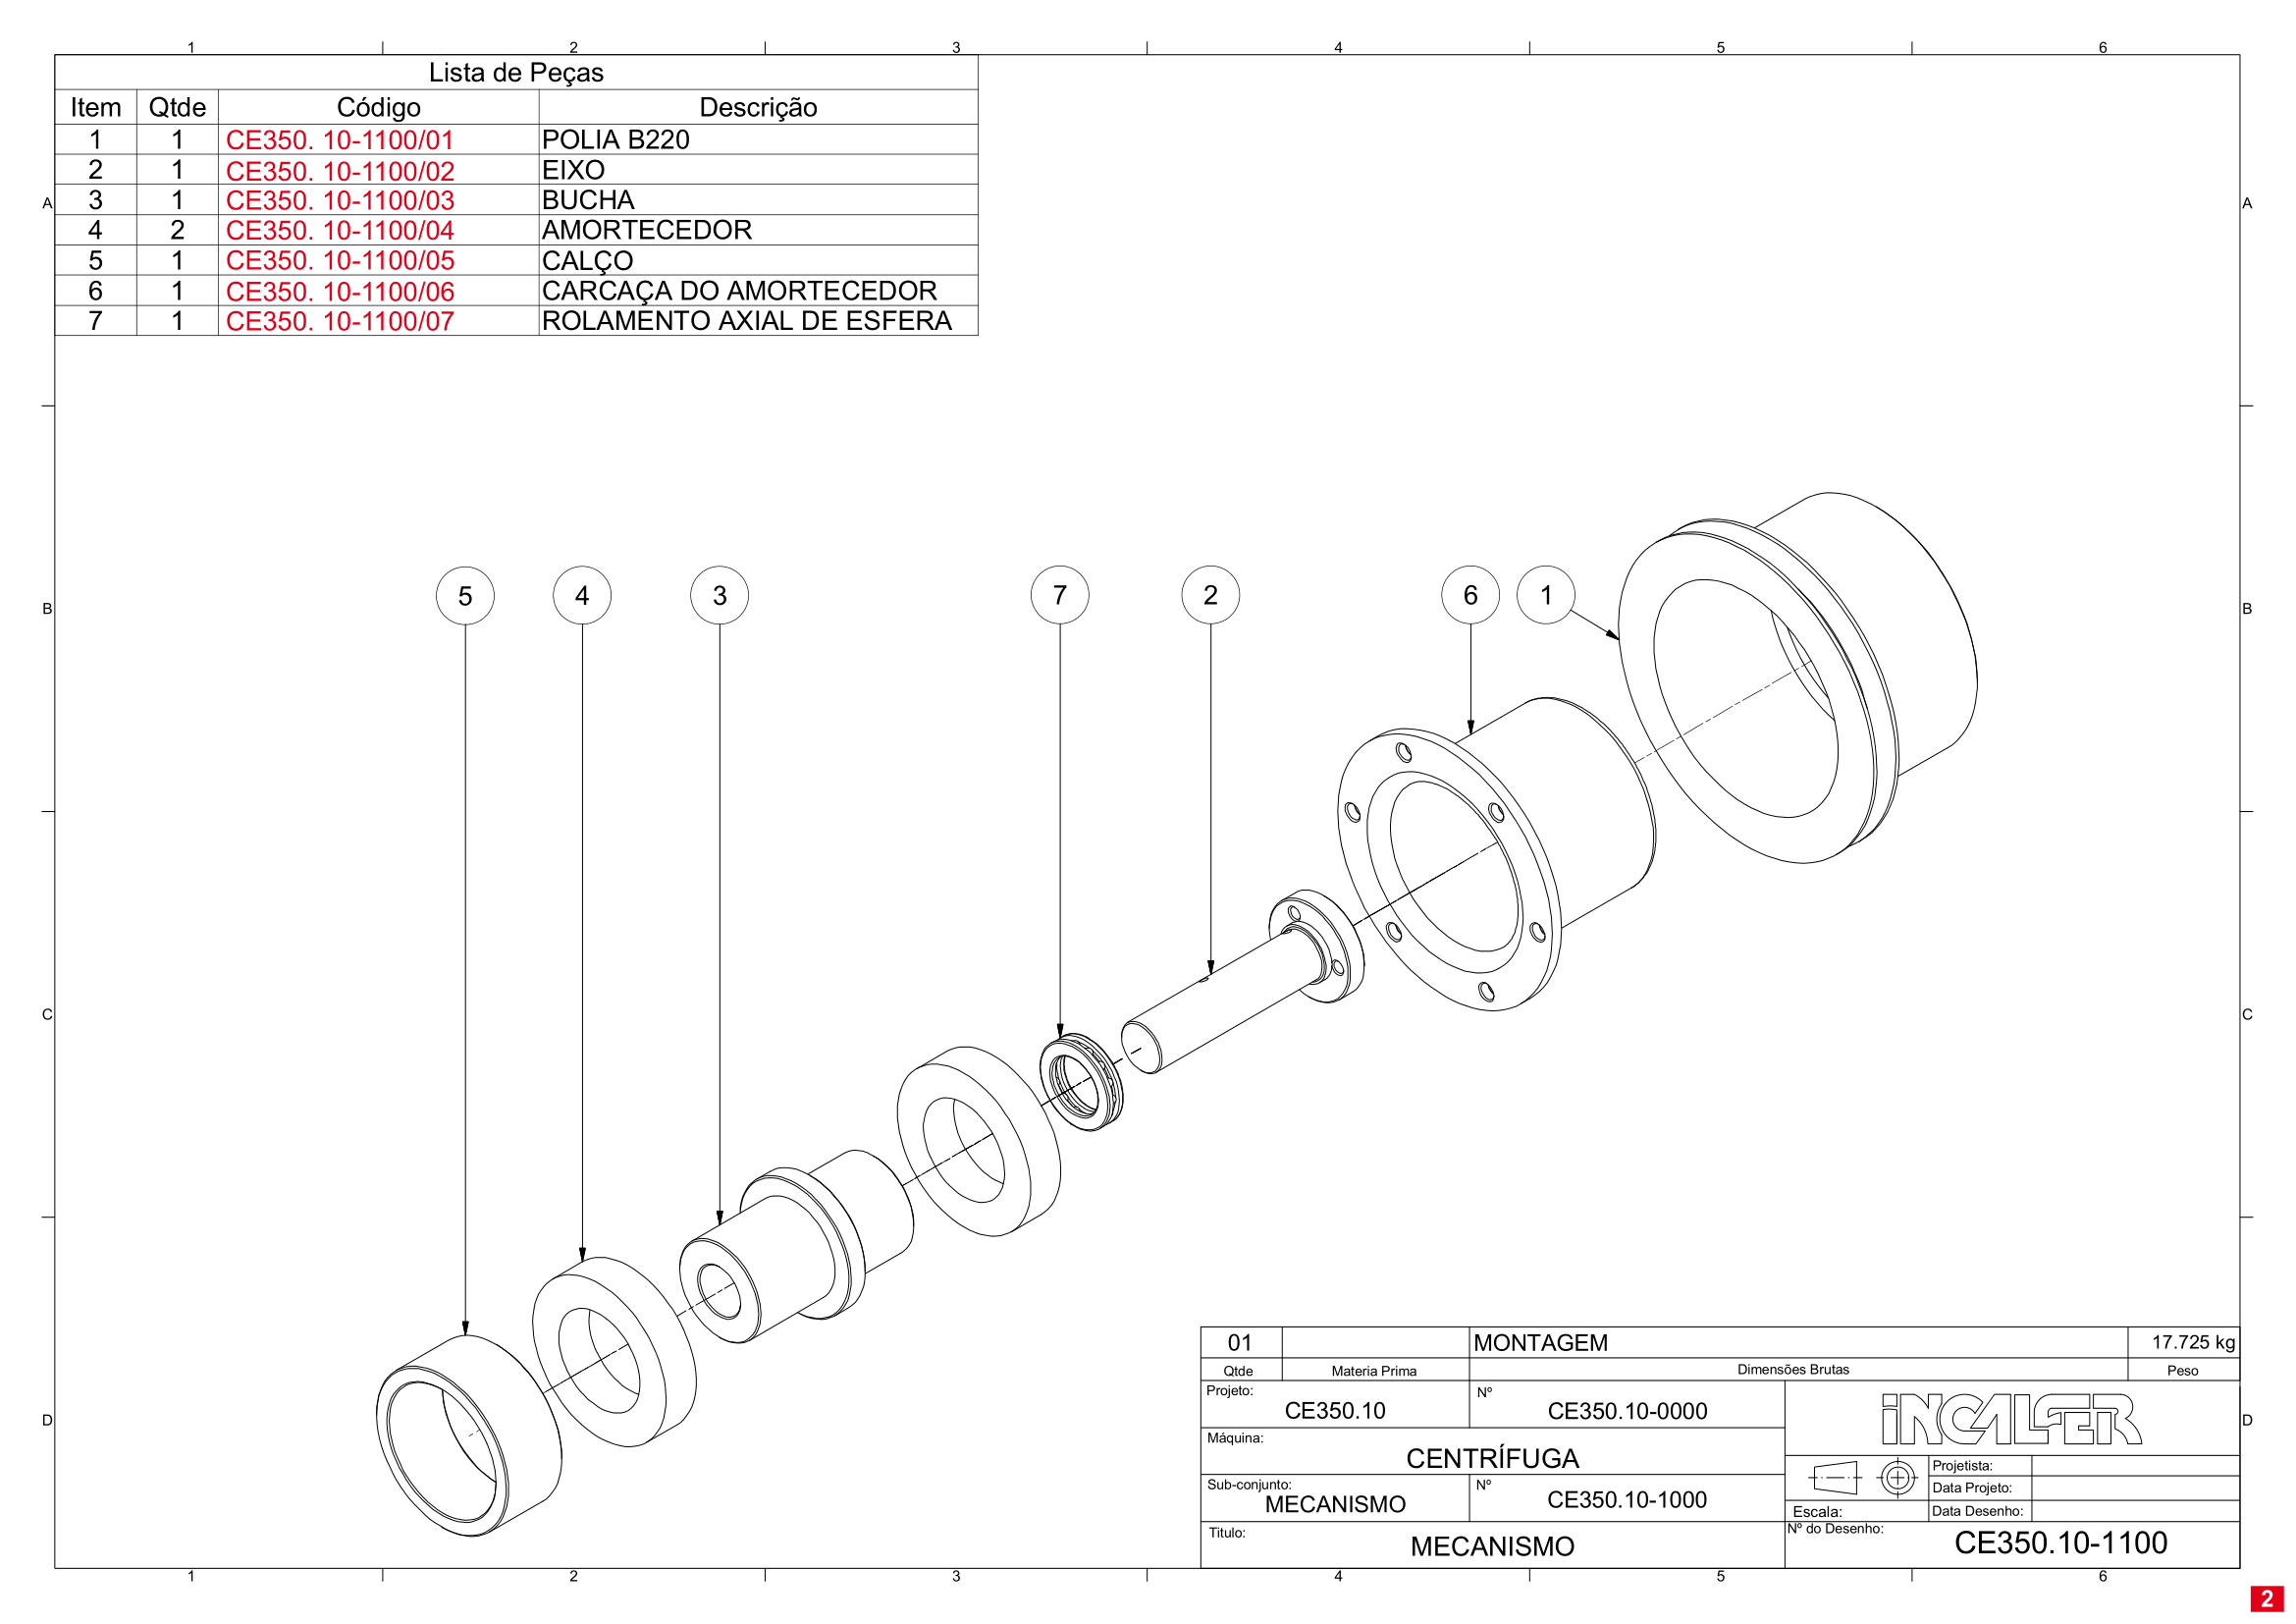 1 2 3 4 5 6
Lista de Peças
Item Qtde Código Descrição
1 1 CE350. 10-1100/01 POLIA B220
2 1 CE350. 10-1100/02 EIXO
3 1 CE350. 10-1100/03 BUCHA
4 2 CE350. 10-1100/04 AMORTECEDOR
5 1 CE350. 10-1100/05 CALÇO
6 1 CE350. 10-1100/06 CARCAÇA DO AMORTECEDOR
7 1 CE350. 10-1100/07 ROLAMENTO AXIAL DE ESFERA
A A
5 4 3 7 2 6 1
B B
C C
01 MONTAGEM 17.725 kg
Qtde Materia Prima Dimensões Brutas Peso
Projeto: Nº
CE350.10 CE350.10-0000
INCALFER
D D
Máquina:
CENTRÍFUGA
Sub-conjunto: Nº
MECANISMO CE350.10-1000
Projetista:
Data Projeto:
Escala: Data Desenho:
Titulo:
MECANISMO
Nº do Desenho:
CE350.10-1100
1 2 3 4 5 6
2